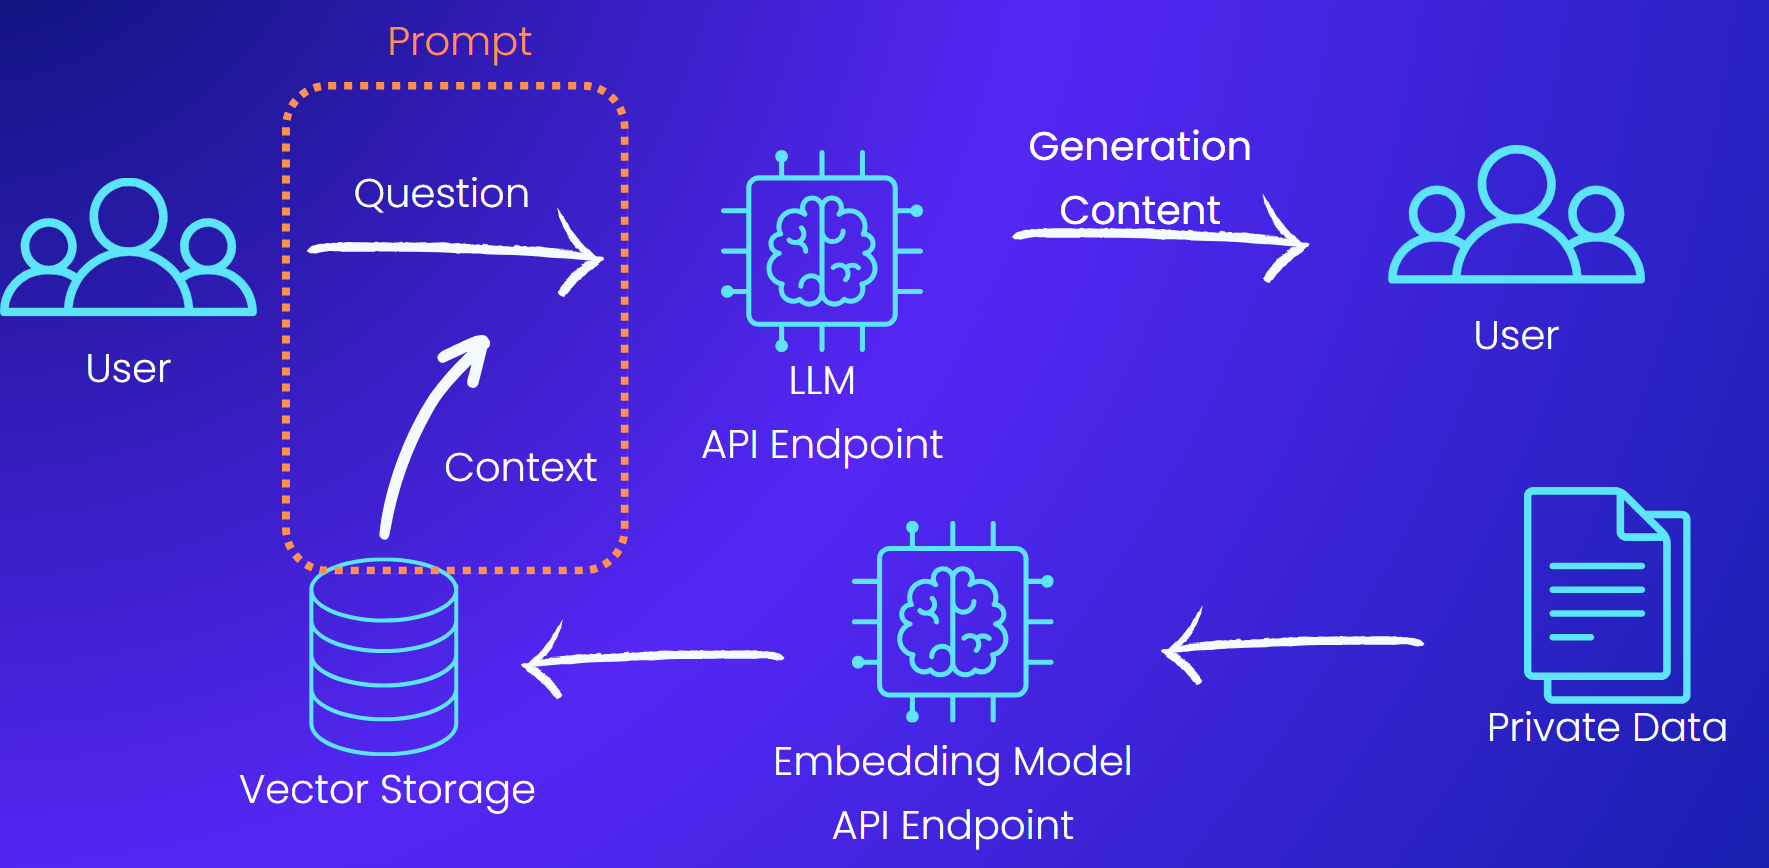 Prompt
Question
Generation
Content
User
LLM
API Endpoint
User
Context
Vector Storage
Embedding Model
API Endpoint
Private Data